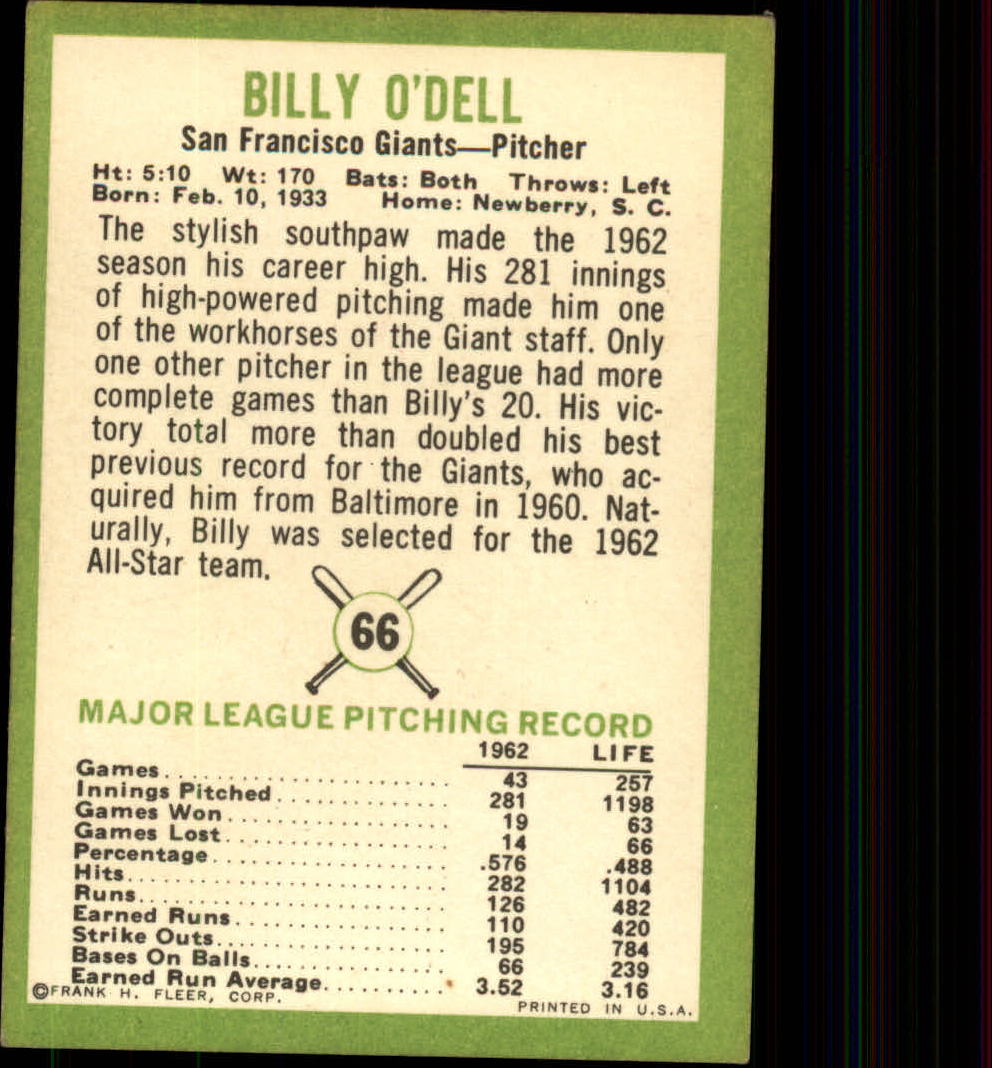 BILLY O'DELL
San Francisco Giants—Pitcher
Ht: 5:10 Wt: 170 Bats: Both Throws: Left
Born: Feb. 10, 1933 Home: Newberry, S. C.
The stylish southpaw made the 1962
season his career high. His 281 innings
of high-powered pitching made him one
of the workhorses of the Giant staff. Only
one other pitcher in the league had more
complete games than Billy's 20. His vic-
tory total more than doubled his best
previous record for the Giants, who ac-
quired him from Baltimore in 1960. Nat-
urally, Billy was selected for the 1962
All-Star team.
66
MAJOR LEAGUE PITCHING RECORD
1962 LIFE
Games 43 257
Innings Pitched 281 1198
Games Won 19 63
Games Lost 14 66
Percentage .576 .488
Hits 282 1104
Runs 126 482
Earned Runs 110 420
Strike Outs 195 784
Bases On Balls 66 239
Earned Run Average 3.52 3.16
©FRANK H. FLEER, CORP.
PRINTED IN U.S.A.